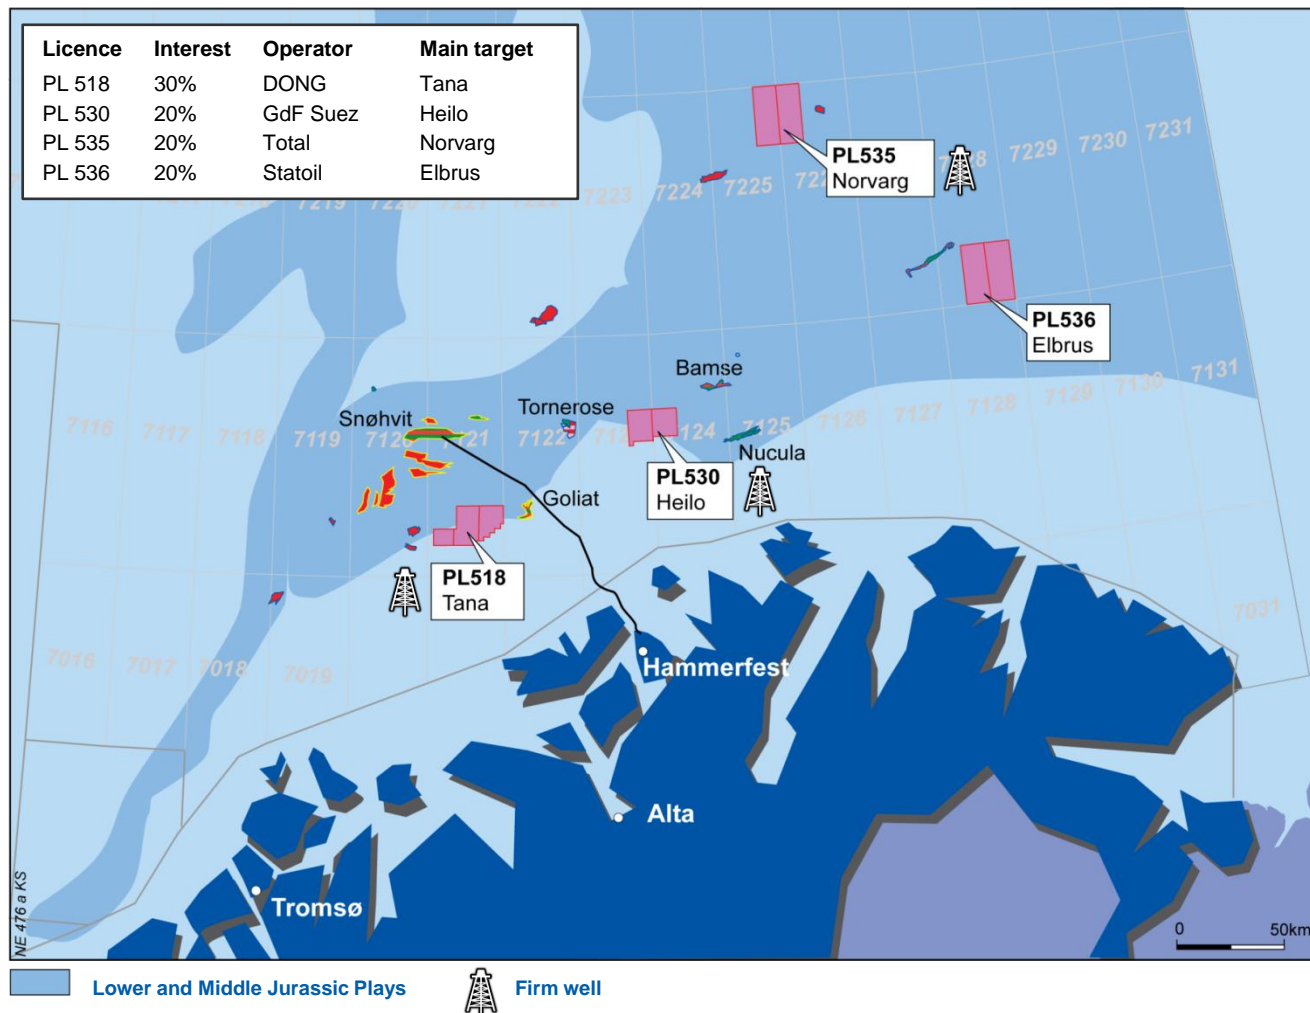 Licence Interest Operator Main target
PL 518 30% DONG Tana
PL 530 20% GdF Suez Heilo
PL 535 20% Total Norvarg
PL 536 20% Statoil Elbrus
7223 7224 7225 7229 7230 7231
PL535
Norvarg
PL536
Elbrus
Bamse
Snøhvit
Tornerose
7116 7117 7118 7119 7122 7125 7126 7127 7128 7129 7130 7131
Nucula
PL530
Heilo
Goliat
PL518
Tana
7016 7017 7018 7019
7031
Hammerfest
Alta
Tromsø
NE 476 a KS
0 50km
Lower and Middle Jurassic Plays
Firm well